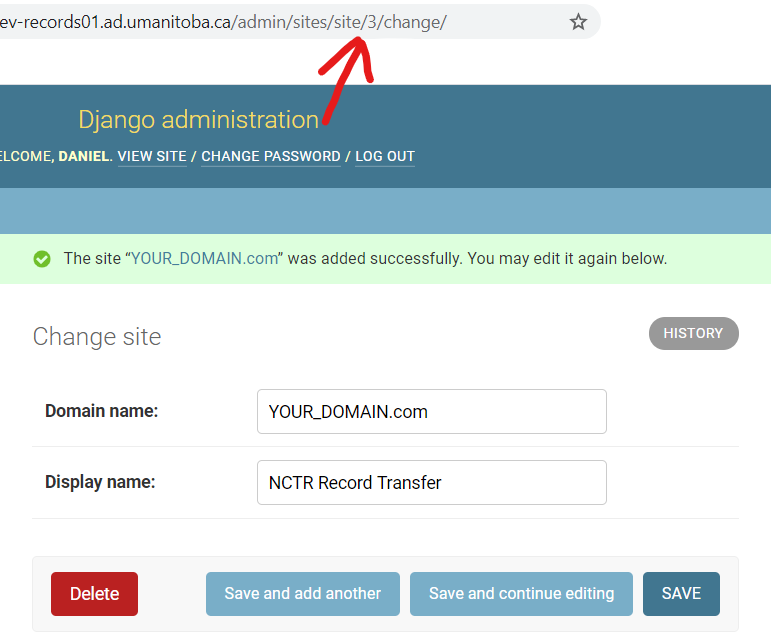 ev-records01.ad.umanitoba.ca/admin/sites/site/3/change/
Django administration
ELCOME, DANIEL. VIEW SITE / CHANGE PASSWORD / LOG OUT
The site “YOUR_DOMAIN.com” was added successfully. You may edit it again below.
Change site
HISTORY
Domain name:
YOUR_DOMAIN.com
Display name:
NCTR Record Transfer
Delete
Save and add another
Save and continue editing
SAVE